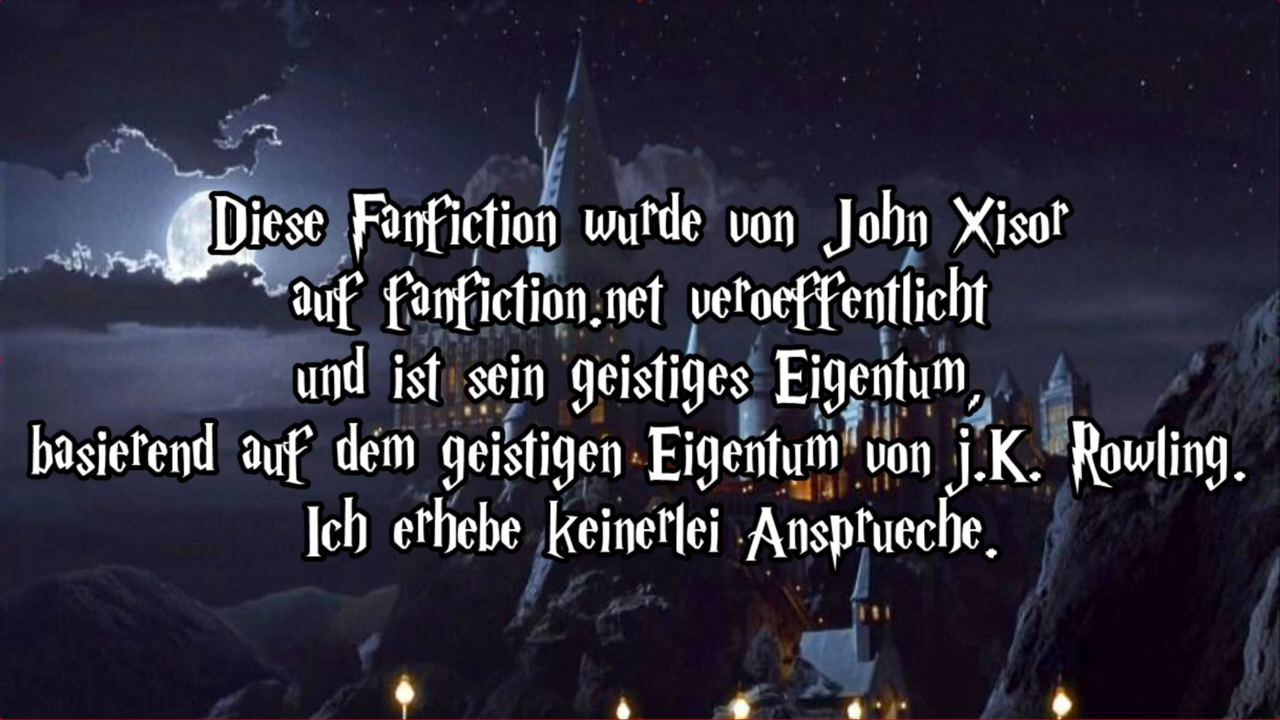 Diese Fanfiction wurde von John Xisor
auf fanfiction.net veroeffentlicht
und ist sein geistiges Eigentum,
basierend auf dem geistigen Eigentum von j.K. Rowling.
Ich erhebe keinerlei Ansprueche.